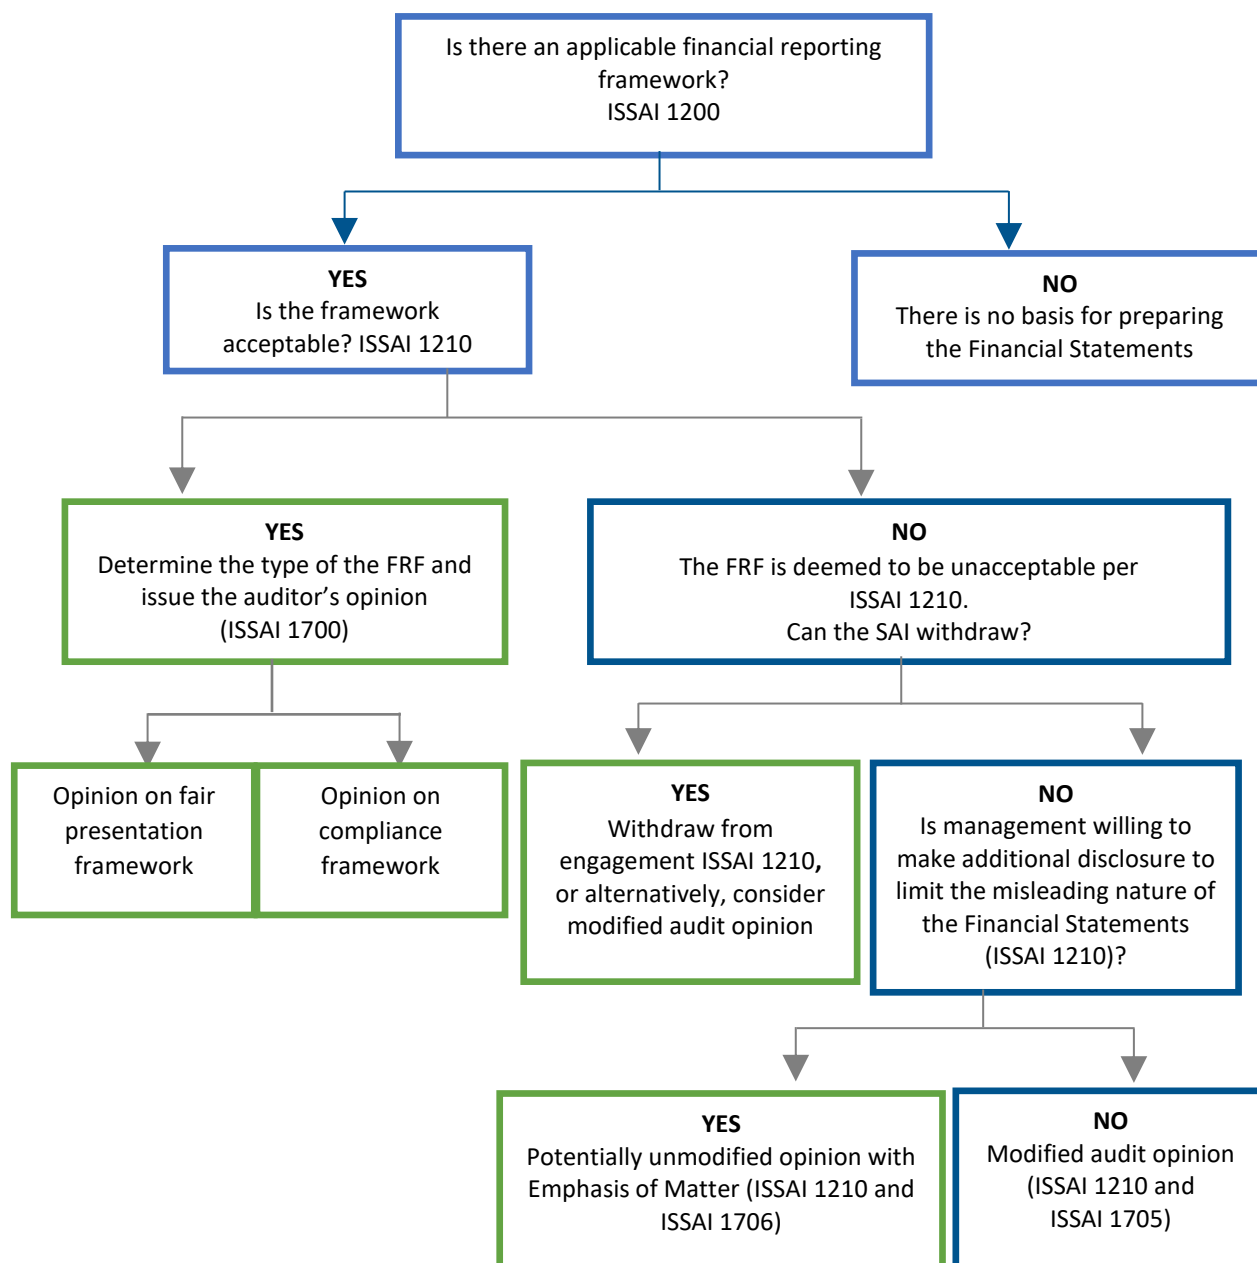 Is there an applicable financial reporting
framework?
ISSAI 1200
YES
Is the framework
acceptable? ISSAI 1210
NO
There is no basis for preparing
the Financial Statements
YES
Determine the type of the FRF and
issue the auditor’s opinion
(ISSAI 1700)
NO
The FRF is deemed to be unacceptable per
ISSAI 1210.
Can the SAI withdraw?
Opinion on fair
presentation
framework
Opinion on
compliance
framework
YES
Withdraw from
engagement ISSAI 1210,
or alternatively, consider
modified audit opinion
NO
Is management willing to
make additional disclosure to
limit the misleading nature of
the Financial Statements
(ISSAI 1210)?
YES
Potentially unmodified opinion with
Emphasis of Matter (ISSAI 1210 and
ISSAI 1706)
NO
Modified audit opinion
(ISSAI 1210 and
ISSAI 1705)